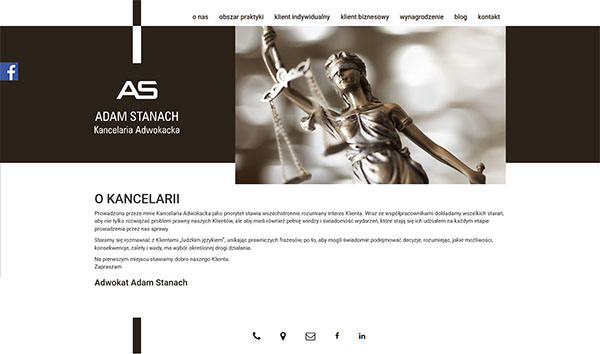 o nas obszar praktyki klient indywidualny klient biznesowy wynagrodzenie blog kontakt
f
AS
ADAM STANACH
Kancelaria Adwokacka
O KANCELARII
Prowadzona przeze mnie Kancelaria Adwokacka jako priorytet stawia wszechstronnie rozumiany interes Klienta. Wraz ze współpracownikami dokładamy wszelkich starań,
aby nie tylko rozwiązać problem prawny naszych Klientów, ale aby mieli również pełnię wiedzy i świadomość wydarzeń, które stają się ich udziałem na każdym etapie
prowadzenia przez nas sprawy.
Staramy się rozmawiać z Klientami „ludzkim językiem”, unikając prawniczych frazesów, po to, aby mogli świadomie podejmować decyzje, rozumiejąc, jakie możliwości,
konsekwencje, zalety i wady, ma wybór określonej drogi działania.
Na pierwszym miejscu stawiamy dobro naszego Klienta.
Zapraszam
Adwokat Adam Stanach
f in